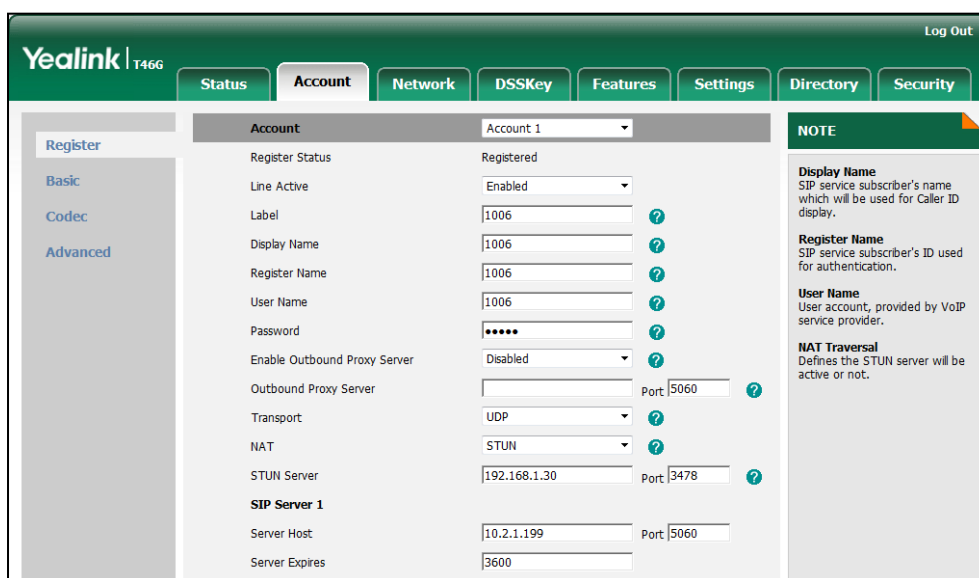 Log Out
Yealink | T46G
Status Account Network DSSKey Features Settings Directory Security
Register
Basic
Codec
Advanced
Account Account 1
Register Status Registered
Line Active Enabled
Label 1006 ?
Display Name 1006 ?
Register Name 1006 ?
User Name 1006 ?
Password ••••• ?
Enable Outbound Proxy Server Disabled ?
Outbound Proxy Server Port 5060 ?
Transport UDP ?
NAT STUN ?
STUN Server 192.168.1.30 Port 3478 ?
SIP Server 1
Server Host 10.2.1.199 Port 5060
Server Expires 3600
NOTE
Display Name
SIP service subscriber's name
which will be used for Caller ID
display.
Register Name
SIP service subscriber's ID used
for authentication.
User Name
User account, provided by VoIP
service provider.
NAT Traversal
Defines the STUN server will be
active or not.